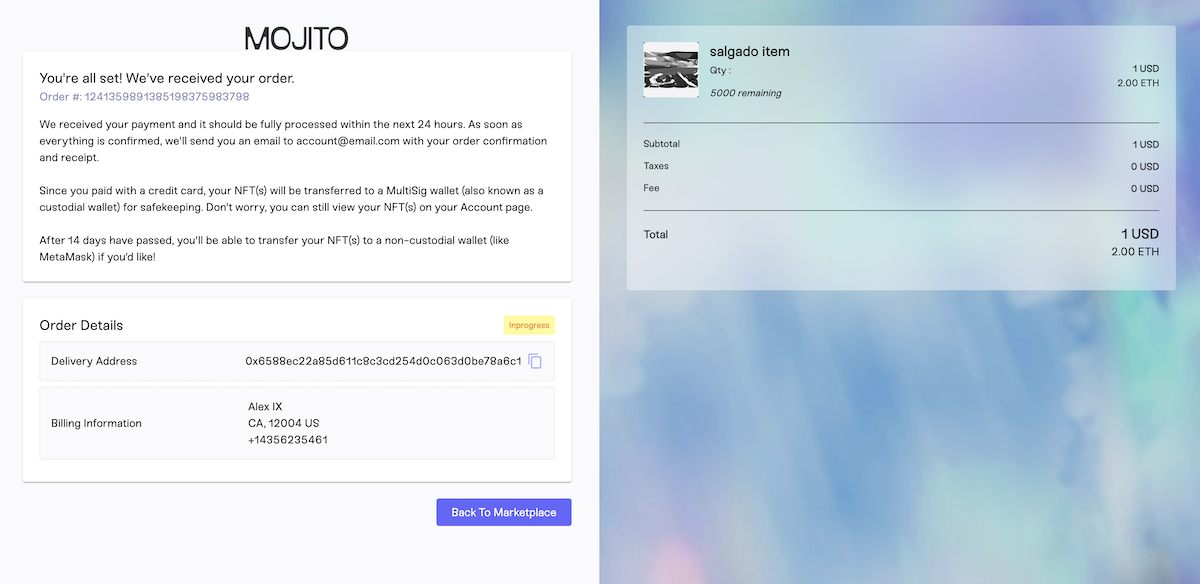 MOJITO
You're all set! We've received your order.
Order #: 1241359891385198375983798
We received your payment and it should be fully processed within the next 24 hours. As soon as
everything is confirmed, we'll send you an email to account@email.com with your order confirmation
and receipt.
Since you paid with a credit card, your NFT(s) will be transferred to a MultiSig wallet (also known as a
custodial wallet) for safekeeping. Don't worry, you can still view your NFT(s) on your Account page.
After 14 days have passed, you'll be able to transfer your NFT(s) to a non-custodial wallet (like
MetaMask) if you'd like!
Order Details
Inprogress
Delivery Address 0x6588ec22a85d611c8c3cd254d0c063d0be78a6c1
Billing Information
Alex IX
CA, 12004 US
+14356235461
Back To Marketplace
salgado item
Qty :
5000 remaining
1 USD
2.00 ETH
Subtotal 1 USD
Taxes 0 USD
Fee 0 USD
Total 1 USD
2.00 ETH